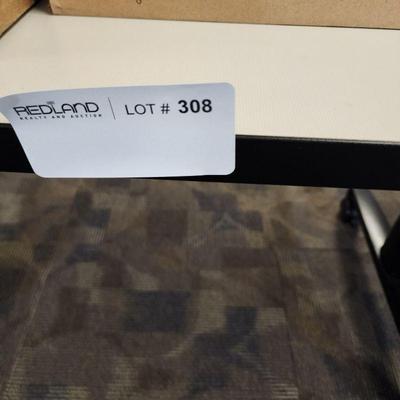 REDLAND | LOT # 308
REALTY AND AUCTION